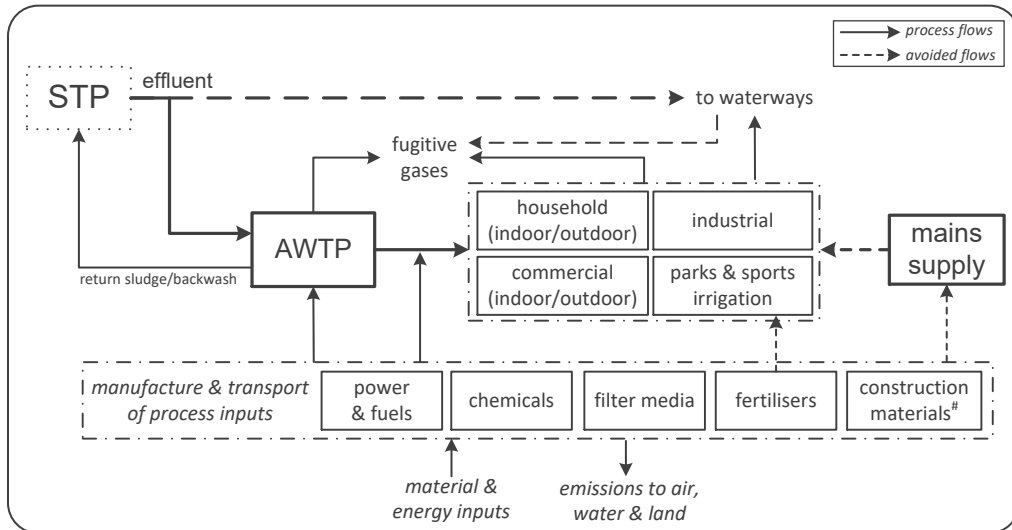 process flows
avoided flows
STP
effluent
to waterways
fugitive
gases
household
(indoor/outdoor)
industrial
AWTP
mains
supply
commercial
(indoor/outdoor)
parks & sports
irrigation
return sludge/backwash
manufacture & transport
of process inputs
power
& fuels
chemicals
filter media
fertilisers
construction
materials#
material &
energy inputs
emissions to air,
water & land